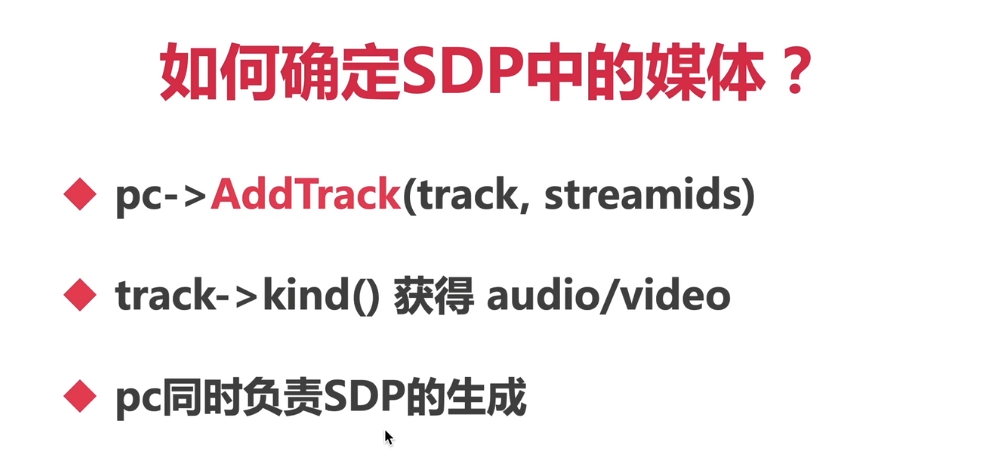 如何确定SDP中的媒体？
pc->AddTrack(track, streamids)
track->kind() 获得 audio/video
pc同时负责SDP的生成